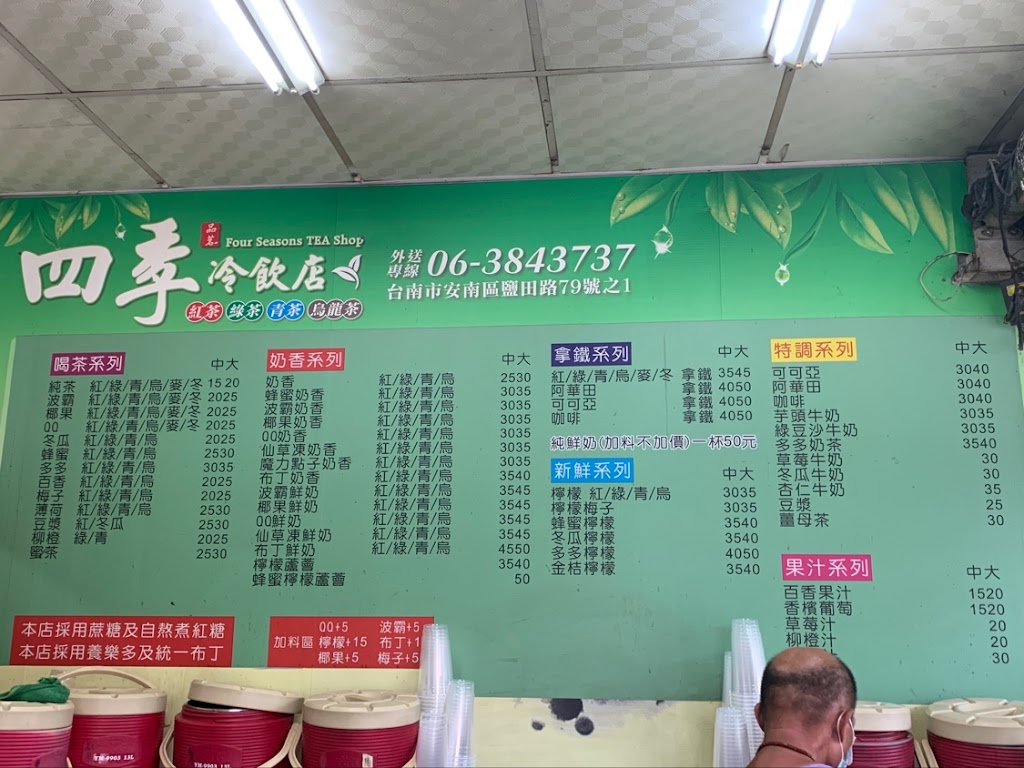 四季冷飲店
品茗
Four Seasons TEA Shop
紅茶 綠茶 青茶 烏龍茶
外送專線 06-3843737
台南市安南區鹽田路79號之1
喝茶系列 中大
純茶 紅/綠/青/烏/麥/冬 15 20
波霸 紅/綠/青/烏/麥/冬 2025
椰果 紅/綠/青/烏/麥/冬 2025
QQ 紅/綠/青/烏/麥/冬 2025
冬瓜 紅/綠/青/烏 2025
蜂蜜 紅/綠/青/烏 2530
多多 紅/綠/青/烏 3035
百香 紅/綠/青/烏 2025
梅子 紅/綠/青/烏 2025
薄荷 紅/綠/青/烏 2530
豆漿 紅/冬瓜 2530
柳橙 綠/青 2025
蜜茶 2530
奶香系列 中大
奶香 紅/綠/青/烏 2530
蜂蜜奶香 紅/綠/青/烏 3035
波霸奶香 紅/綠/青/烏 3035
椰果奶香 紅/綠/青/烏 3035
QQ奶香 紅/綠/青/烏 3035
仙草凍奶香 紅/綠/青/烏 3035
魔力點子奶香 紅/綠/青/烏 3035
布丁奶香 紅/綠/青/烏 3540
波霸鮮奶 紅/綠/青/烏 3545
椰果鮮奶 紅/綠/青/烏 3545
QQ鮮奶 紅/綠/青/烏 3545
仙草凍鮮奶 紅/綠/青/烏 3545
布丁鮮奶 紅/綠/青/烏 4550
檸檬蘆薈 3540
蜂蜜檸檬蘆薈 50
拿鐵系列 中大
紅/綠/青/烏/麥/冬 拿鐵 3545
阿華田 拿鐵 4050
可可亞 拿鐵 4050
咖啡 拿鐵 4050
純鮮奶(加料不加價)一杯50元
新鮮系列 中大
檸檬 紅/綠/青/烏 3035
檸檬梅子 3035
蜂蜜檸檬 3540
冬瓜檸檬 3540
多多檸檬 4050
金桔檸檬 3540
特調系列 中大
可可亞 3040
阿華田 3040
咖啡 3040
芋頭牛奶 3035
綠豆沙牛奶 3035
多多奶茶 3540
草莓牛奶 30
冬瓜牛奶 30
杏仁牛奶 35
豆漿 25
薑母茶 30
果汁系列 中大
百香果汁 1520
香檳葡萄 1520
草莓汁 20
柳橙汁 20
30
本店採用蔗糖及自熬煮紅糖
本店採用養樂多及統一布丁
加料區
QQ+5 波霸+5
檸檬+15 布丁+1
椰果+5 梅子+5
YH-9905 13L
YH-9905 13L